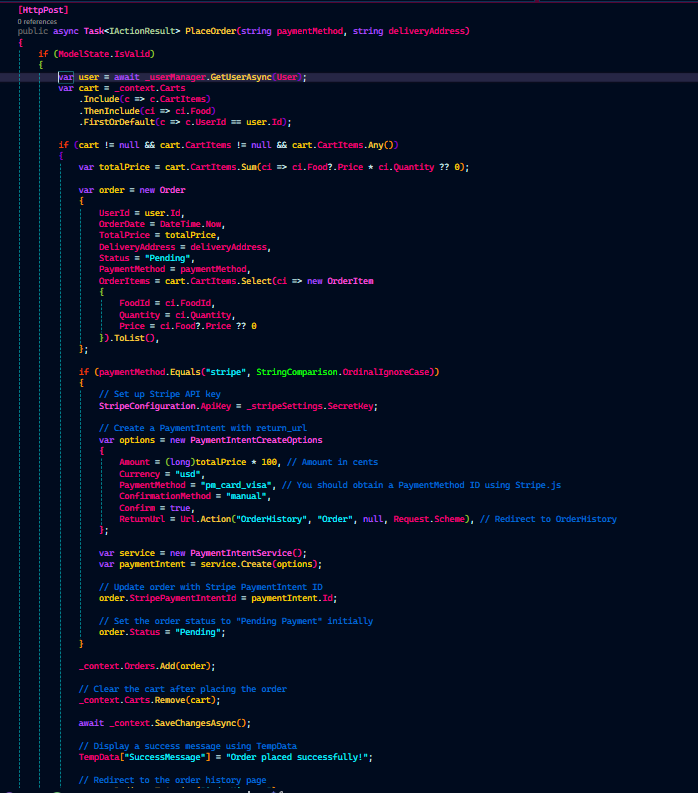 [HttpPost]
0 references
public async Task<IActionResult> PlaceOrder(string paymentMethod, string deliveryAddress)
{
    if (ModelState.IsValid)
    {
        var user = await _userManager.GetUserAsync(User);
        var cart = _context.Carts
            .Include(c => c.CartItems)
            .ThenInclude(ci => ci.Food)
            .FirstOrDefault(c => c.UserId == user.Id);

        if (cart != null && cart.CartItems != null && cart.CartItems.Any())
        {
            var totalPrice = cart.CartItems.Sum(ci => ci.Food?.Price * ci.Quantity ?? 0);

            var order = new Order
            {
                UserId = user.Id,
                OrderDate = DateTime.Now,
                TotalPrice = totalPrice,
                DeliveryAddress = deliveryAddress,
                Status = "Pending",
                PaymentMethod = paymentMethod,
                OrderItems = cart.CartItems.Select(ci => new OrderItem
                {
                    FoodId = ci.FoodId,
                    Quantity = ci.Quantity,
                    Price = ci.Food?.Price ?? 0
                }).ToList(),
            };

            if (paymentMethod.Equals("stripe", StringComparison.OrdinalIgnoreCase))
            {
                // Set up Stripe API key
                StripeConfiguration.ApiKey = _stripeSettings.SecretKey;

                // Create a PaymentIntent with return_url
                var options = new PaymentIntentCreateOptions
                {
                    Amount = (long)totalPrice * 100, // Amount in cents
                    Currency = "usd",
                    PaymentMethod = "pm_card_visa", // You should obtain a PaymentMethod ID using Stripe.js
                    ConfirmationMethod = "manual",
                    Confirm = true,
                    ReturnUrl = Url.Action("OrderHistory", "Order", null, Request.Scheme), // Redirect to OrderHistory
                };

                var service = new PaymentIntentService();
                var paymentIntent = service.Create(options);

                // Update order with Stripe PaymentIntent ID
                order.StripePaymentIntentId = paymentIntent.Id;

                // Set the order status to "Pending Payment" initially
                order.Status = "Pending";
            }

            _context.Orders.Add(order);

            // Clear the cart after placing the order
            _context.Carts.Remove(cart);

            await _context.SaveChangesAsync();

            // Display a success message using TempData
            TempData["SuccessMessage"] = "Order placed successfully!";

            // Redirect to the order history page